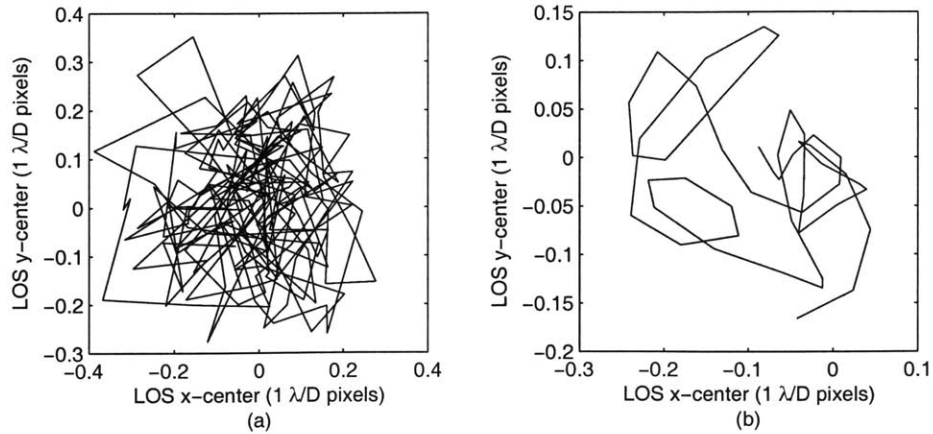 0.4
0.3
0.2
0.1
0
−0.1
−0.2
−0.3
LOS y−center (1 λ/D pixels)
−0.4 −0.2 0 0.2 0.4
LOS x−center (1 λ/D pixels)
(a)
0.15
0.1
0.05
0
−0.05
−0.1
−0.15
−0.2
LOS y−center (1 λ/D pixels)
−0.3 −0.2 −0.1 0 0.1
LOS x−center (1 λ/D pixels)
(b)